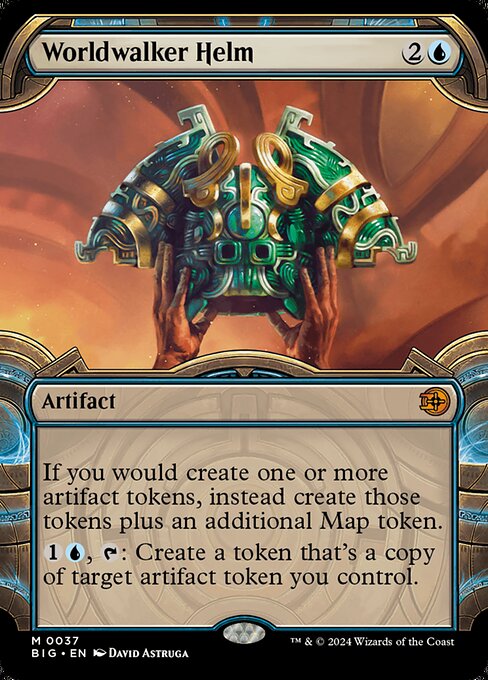 Worldwalker Helm 2
Artifact
If you would create one or more
artifact tokens, instead create those
tokens plus an additional Map token.
1, : Create a token that's a copy
of target artifact token you control.
M 0037
BIG • EN DAVID ASTRUGA
™ & © 2024 Wizards of the Coast